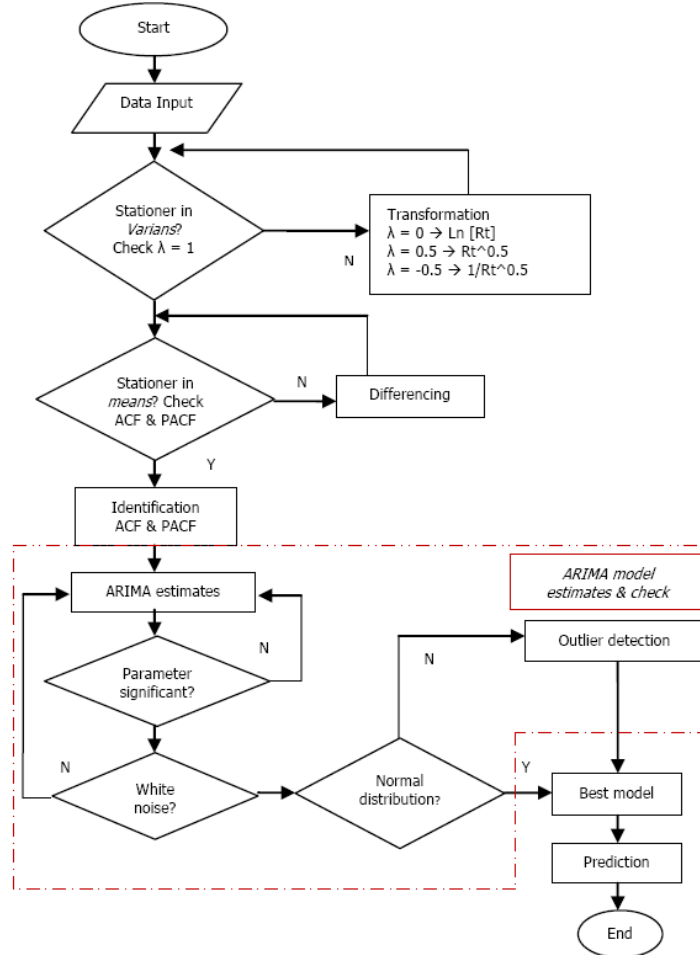 Start
Data Input
Stationer in
Varians?
Check λ = 1
N
Transformation
λ = 0 → Ln [Rt]
λ = 0.5 → Rt^0.5
λ = -0.5 → 1/Rt^0.5
Stationer in
means? Check
ACF & PACF
N
Differencing
Y
Identification
ACF & PACF
ARIMA estimates
ARIMA model
estimates & check
N
Parameter
significant?
N
Outlier detection
N
White
noise?
Normal
distribution?
Y
Best model
Prediction
End